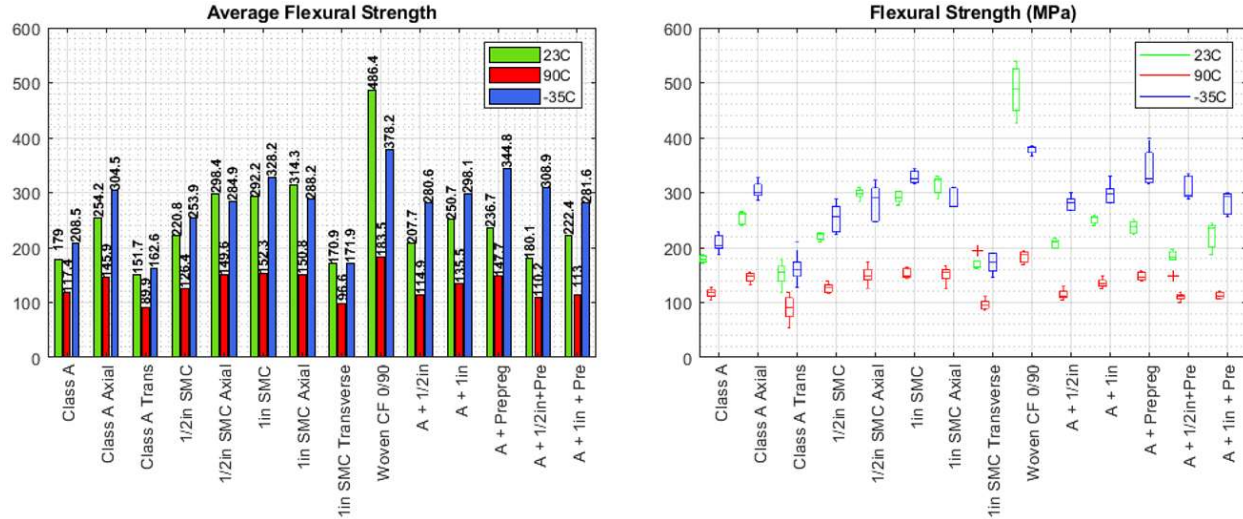 Average Flexural Strength
600
500
400
300
200
100
0
23C
90C
-35C
179
117.4
208.5
254.2
145.9
304.5
151.7
89.9
162.6
220.8
126.4
253.9
298.4
149.6
284.9
292.2
152.3
328.2
314.3
150.8
288.2
170.9
96.6
171.9
486.4
183.5
378.2
207.7
114.9
280.6
250.7
135.5
298.1
236.7
147.7
344.8
180.1
110.2
308.9
222.4
113
281.6
Class A
Class A Axial
Class A Trans
1/2in SMC
1/2in SMC Axial
1in SMC
1in SMC Axial
1in SMC Transverse
Woven CF 0/90
A + 1/2in
A + 1in
A + Prepreg
A + 1/2in+Pre
A + 1in + Pre
Flexural Strength (MPa)
600
500
400
300
200
100
0
23C
90C
-35C
Class A
Class A Axial
Class A Trans
1/2in SMC
1/2in SMC Axial
1in SMC
1in SMC Axial
1in SMC Transverse
Woven CF 0/90
A + 1/2in
A + 1in
A + Prepreg
A + 1/2in+Pre
A + 1in + Pre